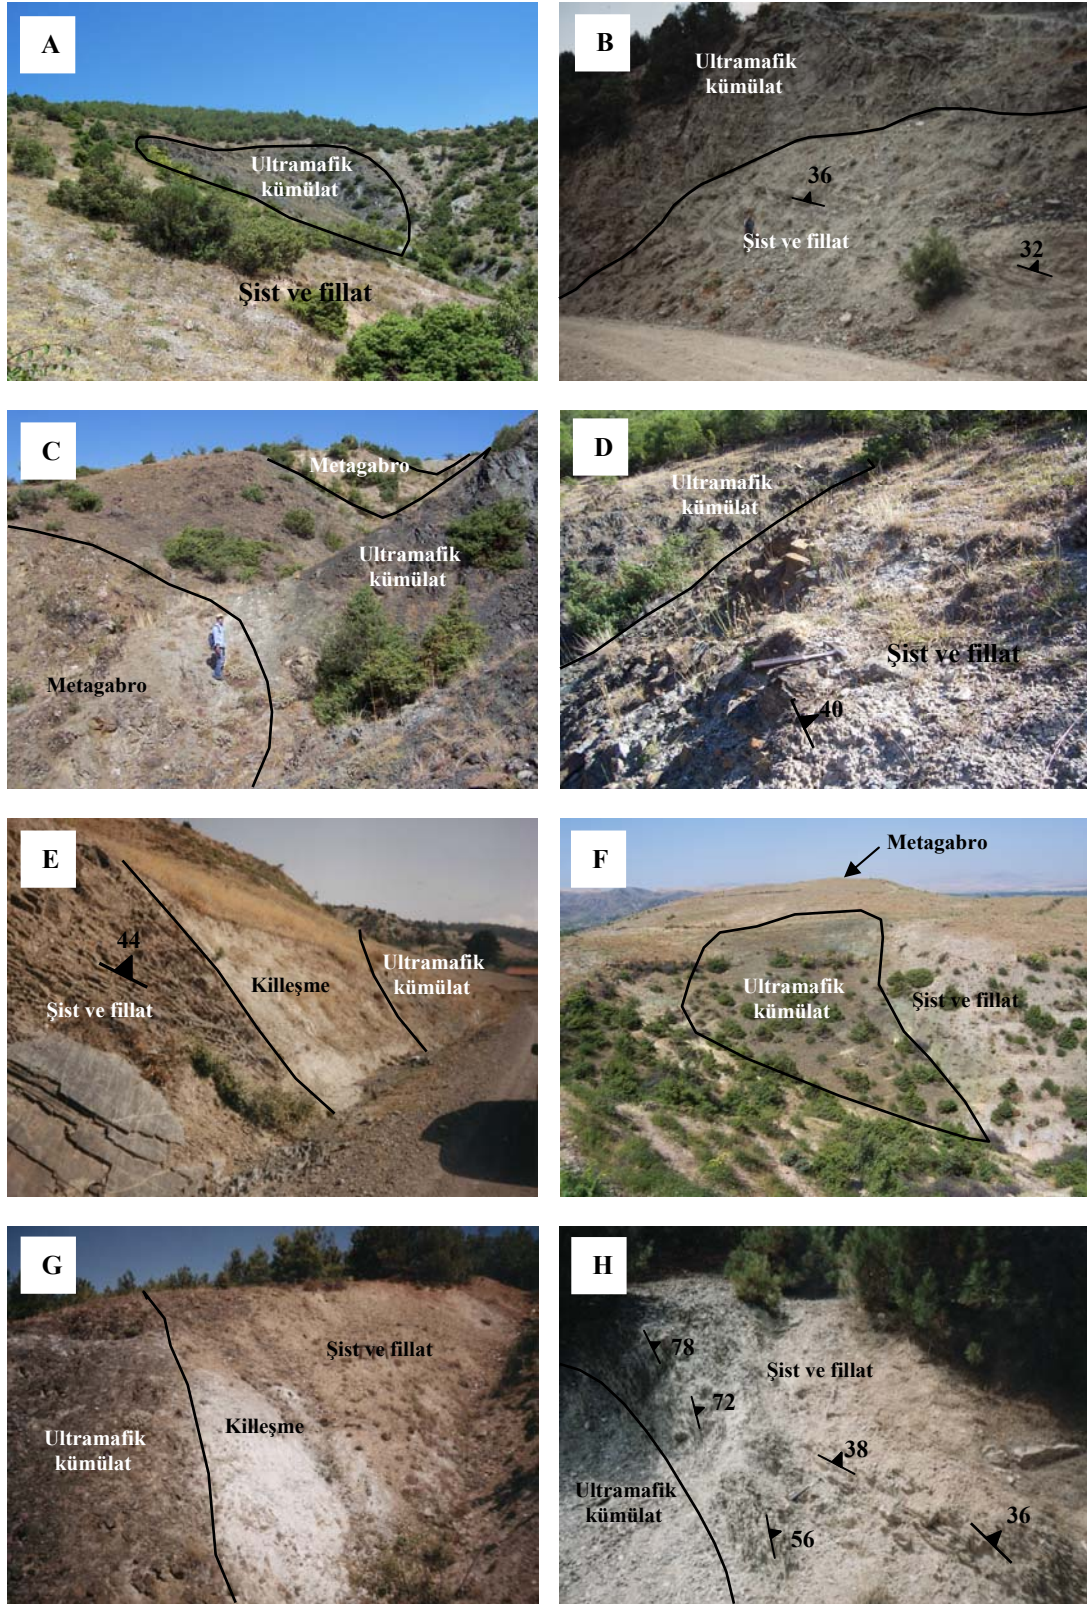 A
Ultramafik
kümülat
Şist ve fillat
B
Ultramafik
kümülat
36
Şist ve fillat
32
C
Metagabro
Ultramafik
kümülat
Metagabro
D
Ultramafik
kümülat
Şist ve fillat
40
E
44
Killeşme
Ultramafik
kümülat
Şist ve fillat
F
Metagabro
Ultramafik
kümülat
Şist ve fillat
G
Şist ve fillat
Killeşme
Ultramafik
kümülat
H
78
Şist ve fillat
72
38
Ultramafik
kümülat
56
36